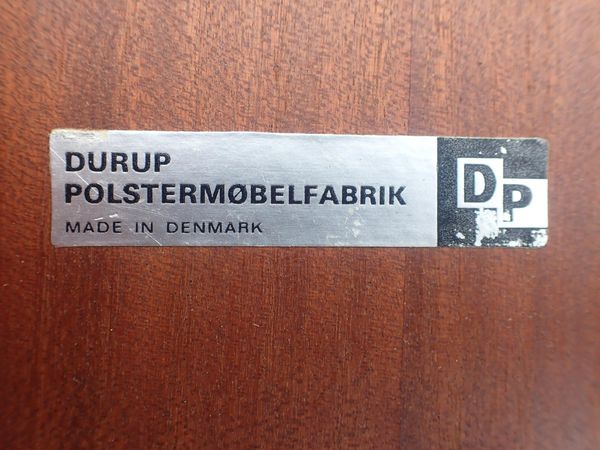 DURUP
POLSTERMØBELFABRIK
MADE IN DENMARK
DP